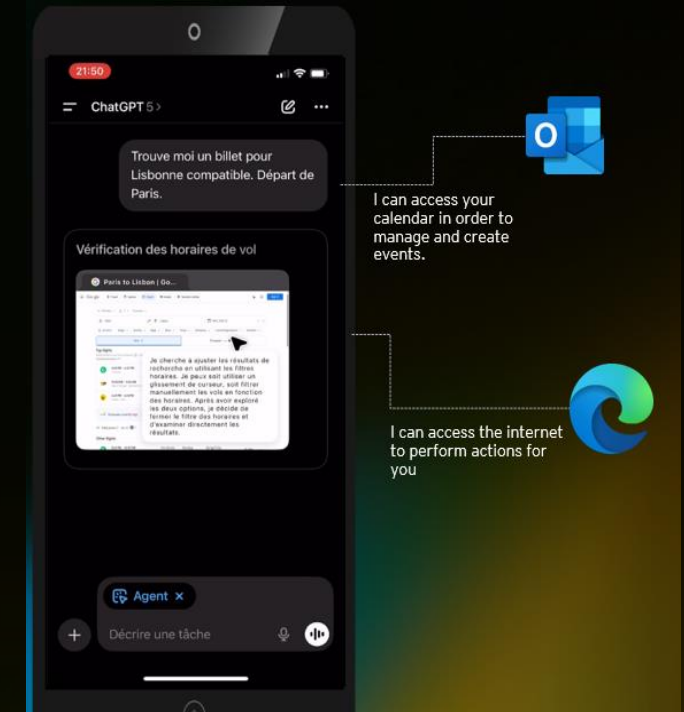 21:50
ChatGPT 5 >
Trouve moi un billet pour
Lisbonne compatible. Départ de
Paris.
O
I can access your
calendar in order to
manage and create
events.
Vérification des horaires de vol
Paris to Lisbon | Go...
Je cherche à ajuster les résultats de
recherche en utilisant les filtres
horaires. Je peux soit utiliser un
glissement de curseur, soit filtrer
manuellement les vols en fonction
des horaires. Après avoir exploré
les deux options, je décide de
fermer le filtre des horaires et
d'examiner directement les
résultats.
I can access the internet
to perform actions for
you
Agent ×
Décrire une tâche